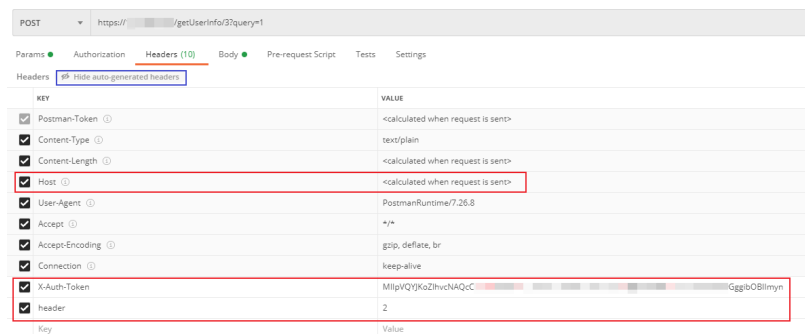 POST https:// /getUserInfo/3?query=1
Params Authorization Headers (10) Body Pre-request Script Tests Settings
Headers Hide auto-generated headers
KEY VALUE
Postman-Token <calculated when request is sent>
Content-Type text/plain
Content-Length <calculated when request is sent>
Host <calculated when request is sent>
User-Agent PostmanRuntime/7.26.8
Accept */*
Accept-Encoding gzip, deflate, br
Connection keep-alive
X-Auth-Token
header 2
Key Value